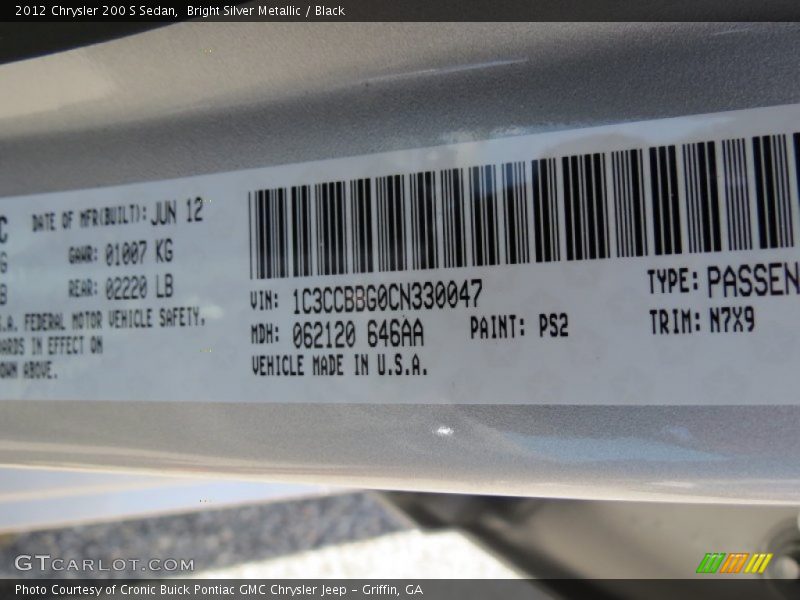 2012 Chrysler 200 S Sedan, Bright Silver Metallic / Black
DATE OF MFR(BUILT): JUN 12
GAWR: 01007 KG
REAR: 02220 LB
FEDERAL MOTOR VEHICLE SAFETY,
IN EFFECT ON
ABOVE.
VIN: 1C3CCBBG0CN330047
MDH: 062120 646AA
PAINT: PS2
VEHICLE MADE IN U.S.A.
TYPE: PASSEN
TRIM: N7X9
GTCARLOT.COM
Photo Courtesy of Cronic Buick Pontiac GMC Chrysler Jeep - Griffin, GA